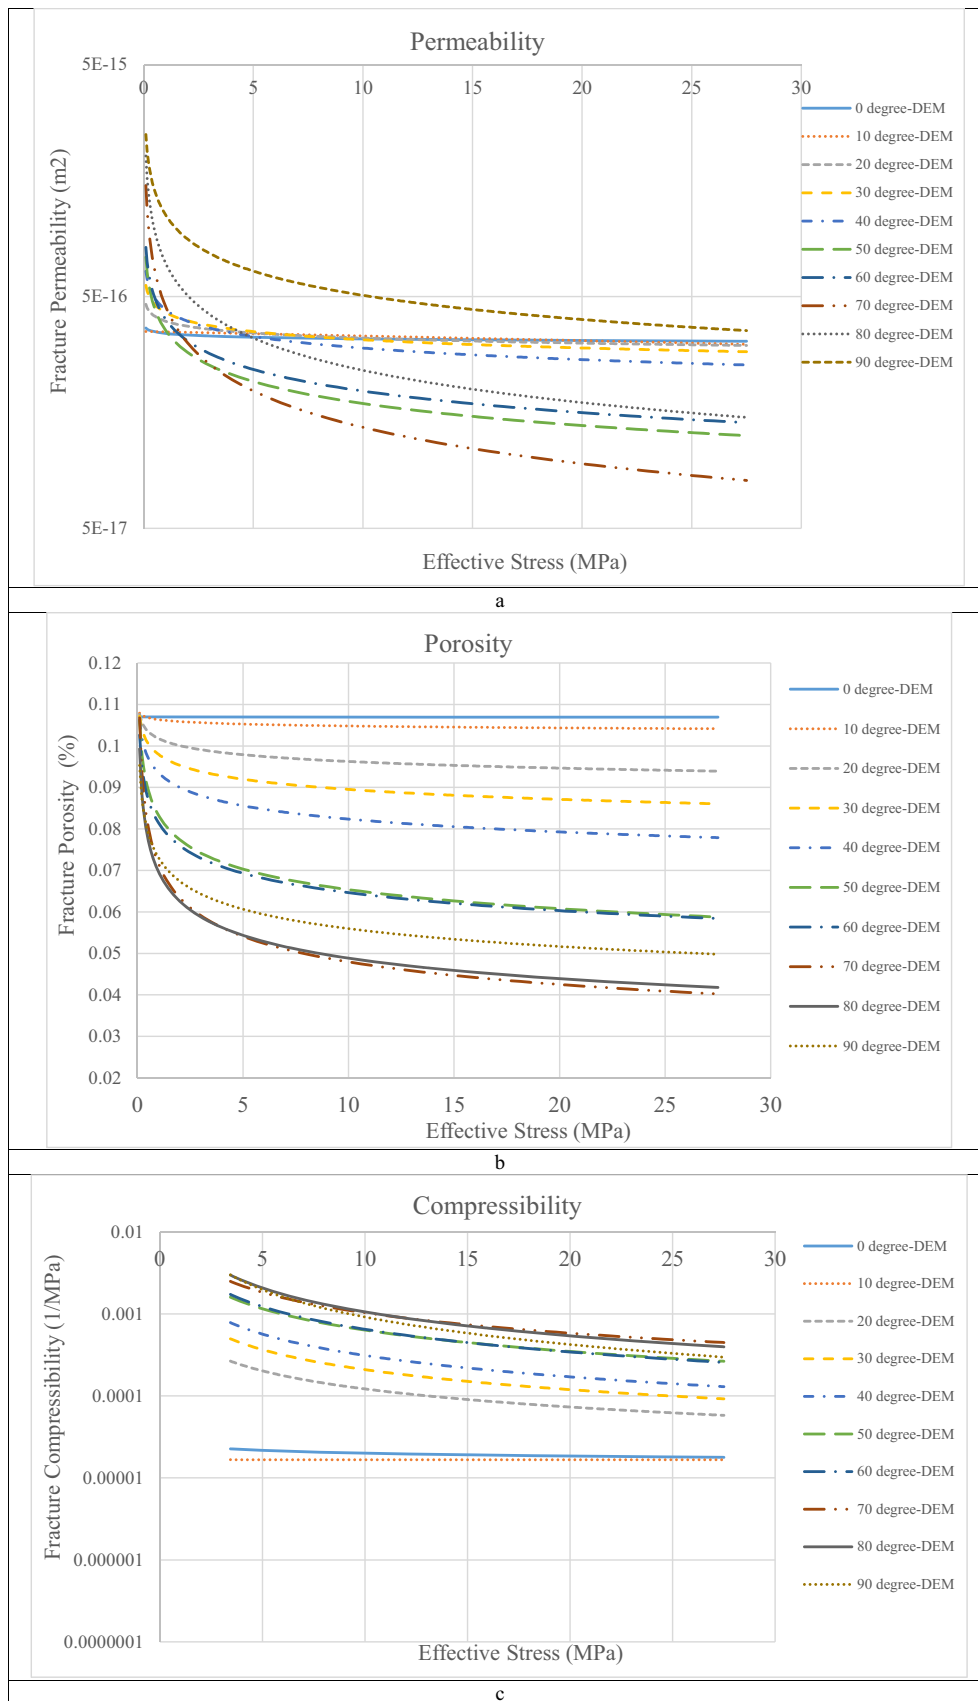 Permeability
5E-15
0 5 10 15 20 25 30
5E-16
5E-17
Fracture Permeability (m2)
Effective Stress (MPa)
0 degree-DEM
10 degree-DEM
20 degree-DEM
30 degree-DEM
40 degree-DEM
50 degree-DEM
60 degree-DEM
70 degree-DEM
80 degree-DEM
90 degree-DEM
a
Porosity
0.12
0.11
0.1
0.09
0.08
0.07
0.06
0.05
0.04
0.03
0.02
Fracture Porosity (%)
0 5 10 15 20 25 30
Effective Stress (MPa)
0 degree-DEM
10 degree-DEM
20 degree-DEM
30 degree-DEM
40 degree-DEM
50 degree-DEM
60 degree-DEM
70 degree-DEM
80 degree-DEM
90 degree-DEM
b
Compressibility
0.01
0 5 10 15 20 25 30
0.001
0.0001
0.00001
0.000001
0.0000001
Fracture Compressibility (1/MPa)
Effective Stress (MPa)
0 degree-DEM
10 degree-DEM
20 degree-DEM
30 degree-DEM
40 degree-DEM
50 degree-DEM
60 degree-DEM
70 degree-DEM
80 degree-DEM
90 degree-DEM
c